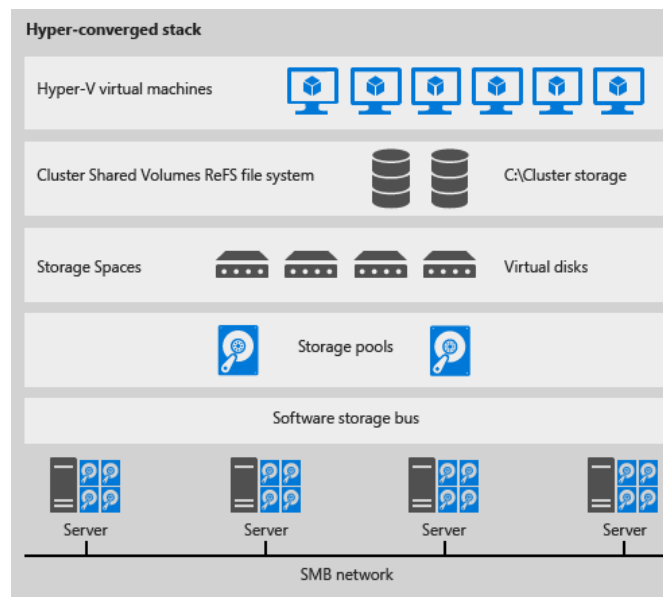 Hyper-converged stack
Hyper-V virtual machines
Cluster Shared Volumes ReFS file system
C:\Cluster storage
Storage Spaces
Virtual disks
Storage pools
Software storage bus
Server
Server
Server
Server
SMB network